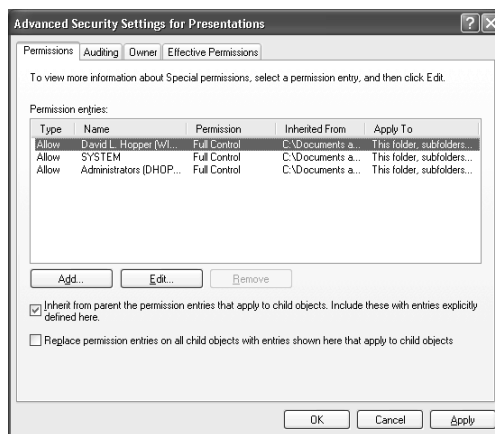 Advanced Security Settings for Presentations
Permissions Auditing Owner Effective Permissions
To view more information about Special permissions, select a permission entry, and then click Edit.
Permission entries:
Type Name Permission Inherited From Apply To
Allow David L. Hopper (WI... Full Control C:\Documents a... This folder, subfolders...
Allow SYSTEM Full Control C:\Documents a... This folder, subfolders...
Allow Administrators (DHOP... Full Control C:\Documents a... This folder, subfolders...
Add... Edit... Remove
Inherit from parent the permission entries that apply to child objects. Include these with entries explicitly
defined here.
Replace permission entries on all child objects with entries shown here that apply to child objects
OK Cancel Apply